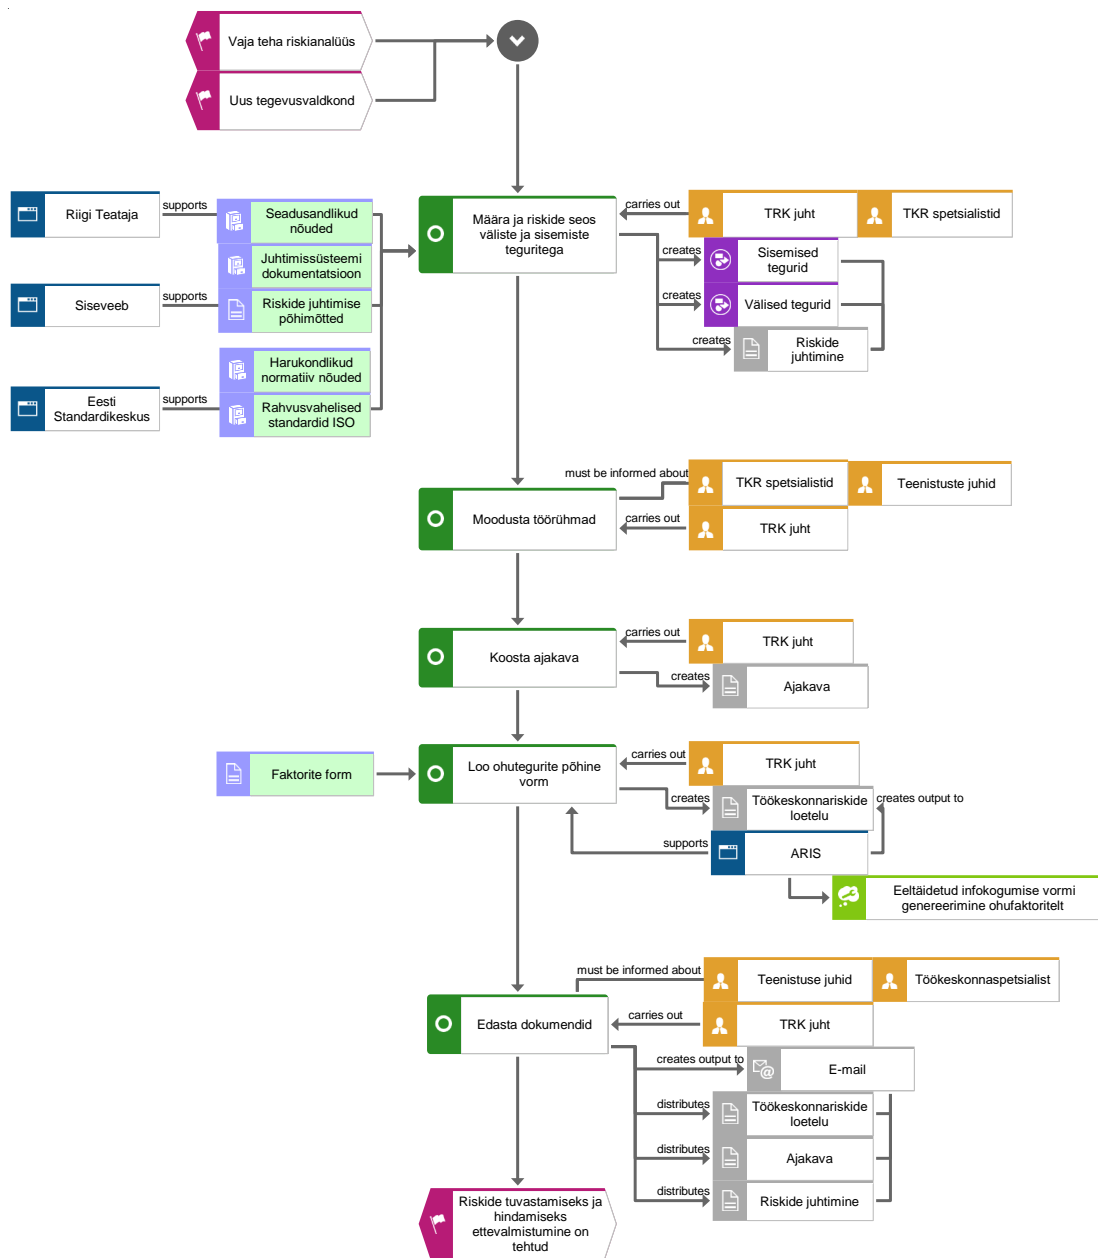 Vaja teha riskianalüüs
Uus tegevusvaldkond
Riigi Teataja
supports
Seadusandlikud
nõuded
Juhtimissüsteemi
dokumentatsioon
Siseveeb
supports
Riskide juhtimise
põhimõtted
Harukondlikud
normatiiv nõuded
Eesti
Standardikeskus
supports
Rahvusvahelised
standardid ISO
Määra ja riskide seos
väliste ja sisemiste
teguritega
carries out
TRK juht
TKR spetsialistid
creates
Sisemised
tegurid
creates
Välised tegurid
creates
Riskide
juhtimine
Moodusta töörühmad
must be informed about
TKR spetsialistid
Teenistuste juhid
carries out
TRK juht
Koosta ajakava
carries out
TRK juht
creates
Ajakava
Faktorite form
Loo ohutegurite põhine
vorm
carries out
TRK juht
creates
Töökeskonnariskide
loetelu
creates output to
supports
ARIS
Eeltäidetud infokogumise vormi
genereerimine ohufaktoritelt
Edasta dokumendid
must be informed about
Teenistuse juhid
Töökeskonnaspetsialist
carries out
TRK juht
creates output to
E-mail
distributes
Töökeskonnariskide
loetelu
distributes
Ajakava
distributes
Riskide juhtimine
Riskide tuvastamiseks ja
hindamiseks
ettevalmistumine on
tehtud